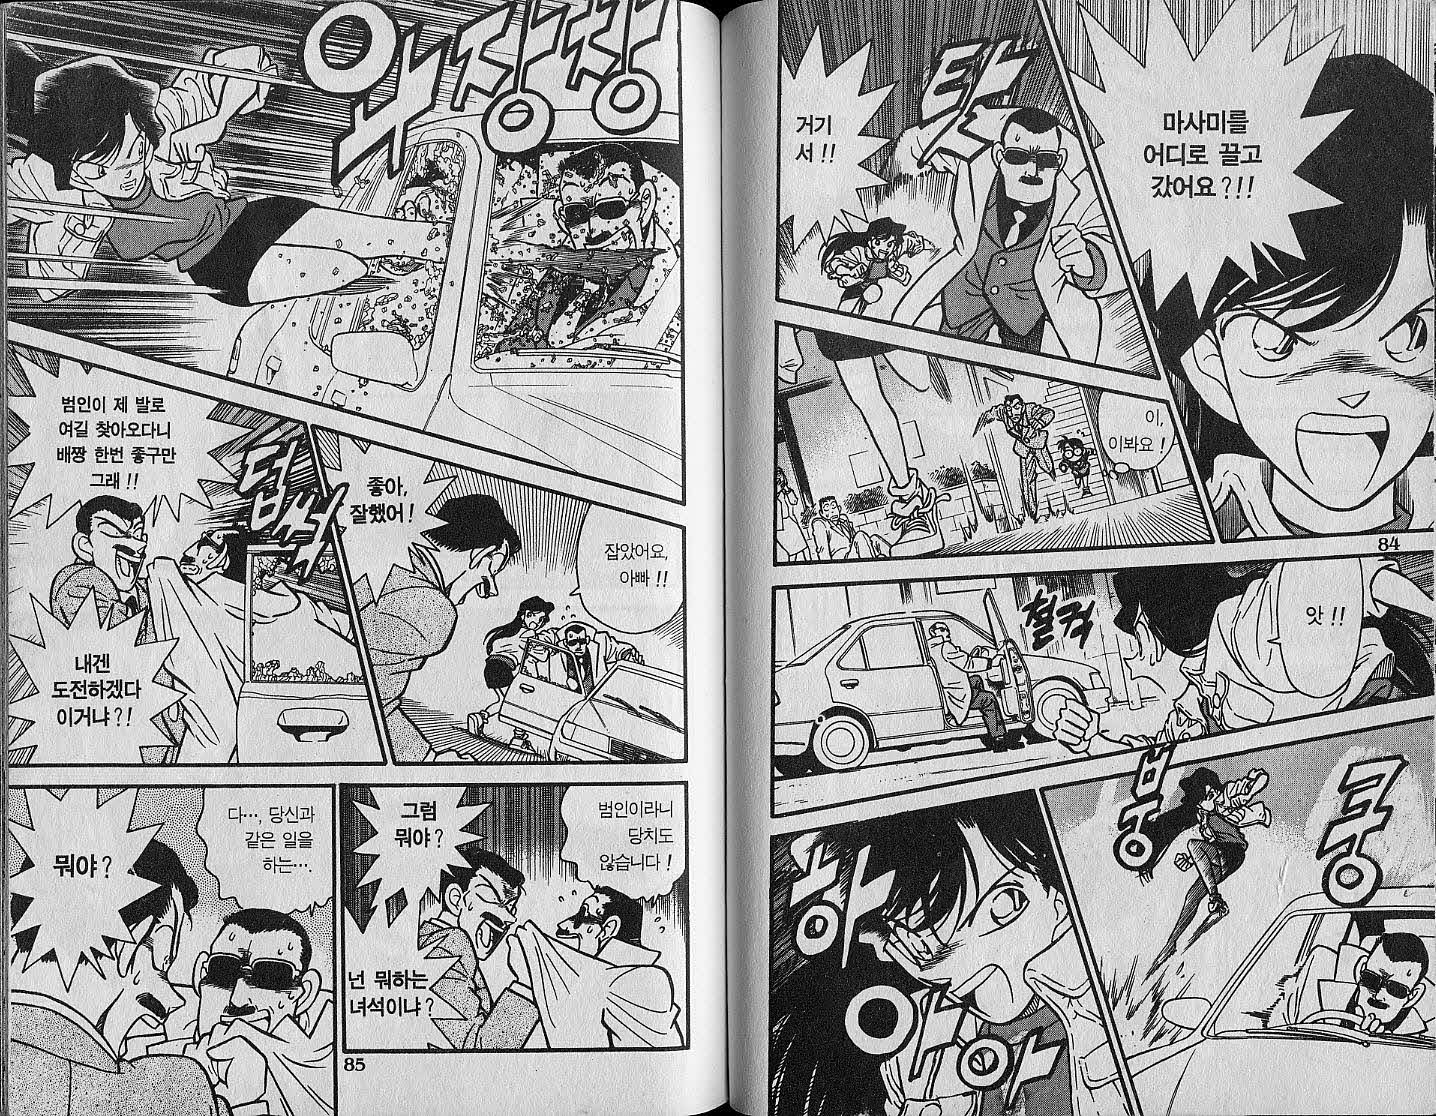 마사미를
어디로 끌고
갔어요?!!
탓
거기
서!!
이,
이봐요!
앗!!
철컥
쿵
붕
하
아아
84
와장창
잡았어요,
아빠!!
좋아,
잘했어!
범인이 제 발로
여길 찾아오다니
배짱 한번 좋구만
그래!!
텁썩
내겐
도전하겠다
이거냐?!
범인이라니
당치도
않습니다!
그럼
뭐야?
넌 뭐하는
녀석이냐?
다…, 당신과
같은 일을
하는….
뭐야?
85